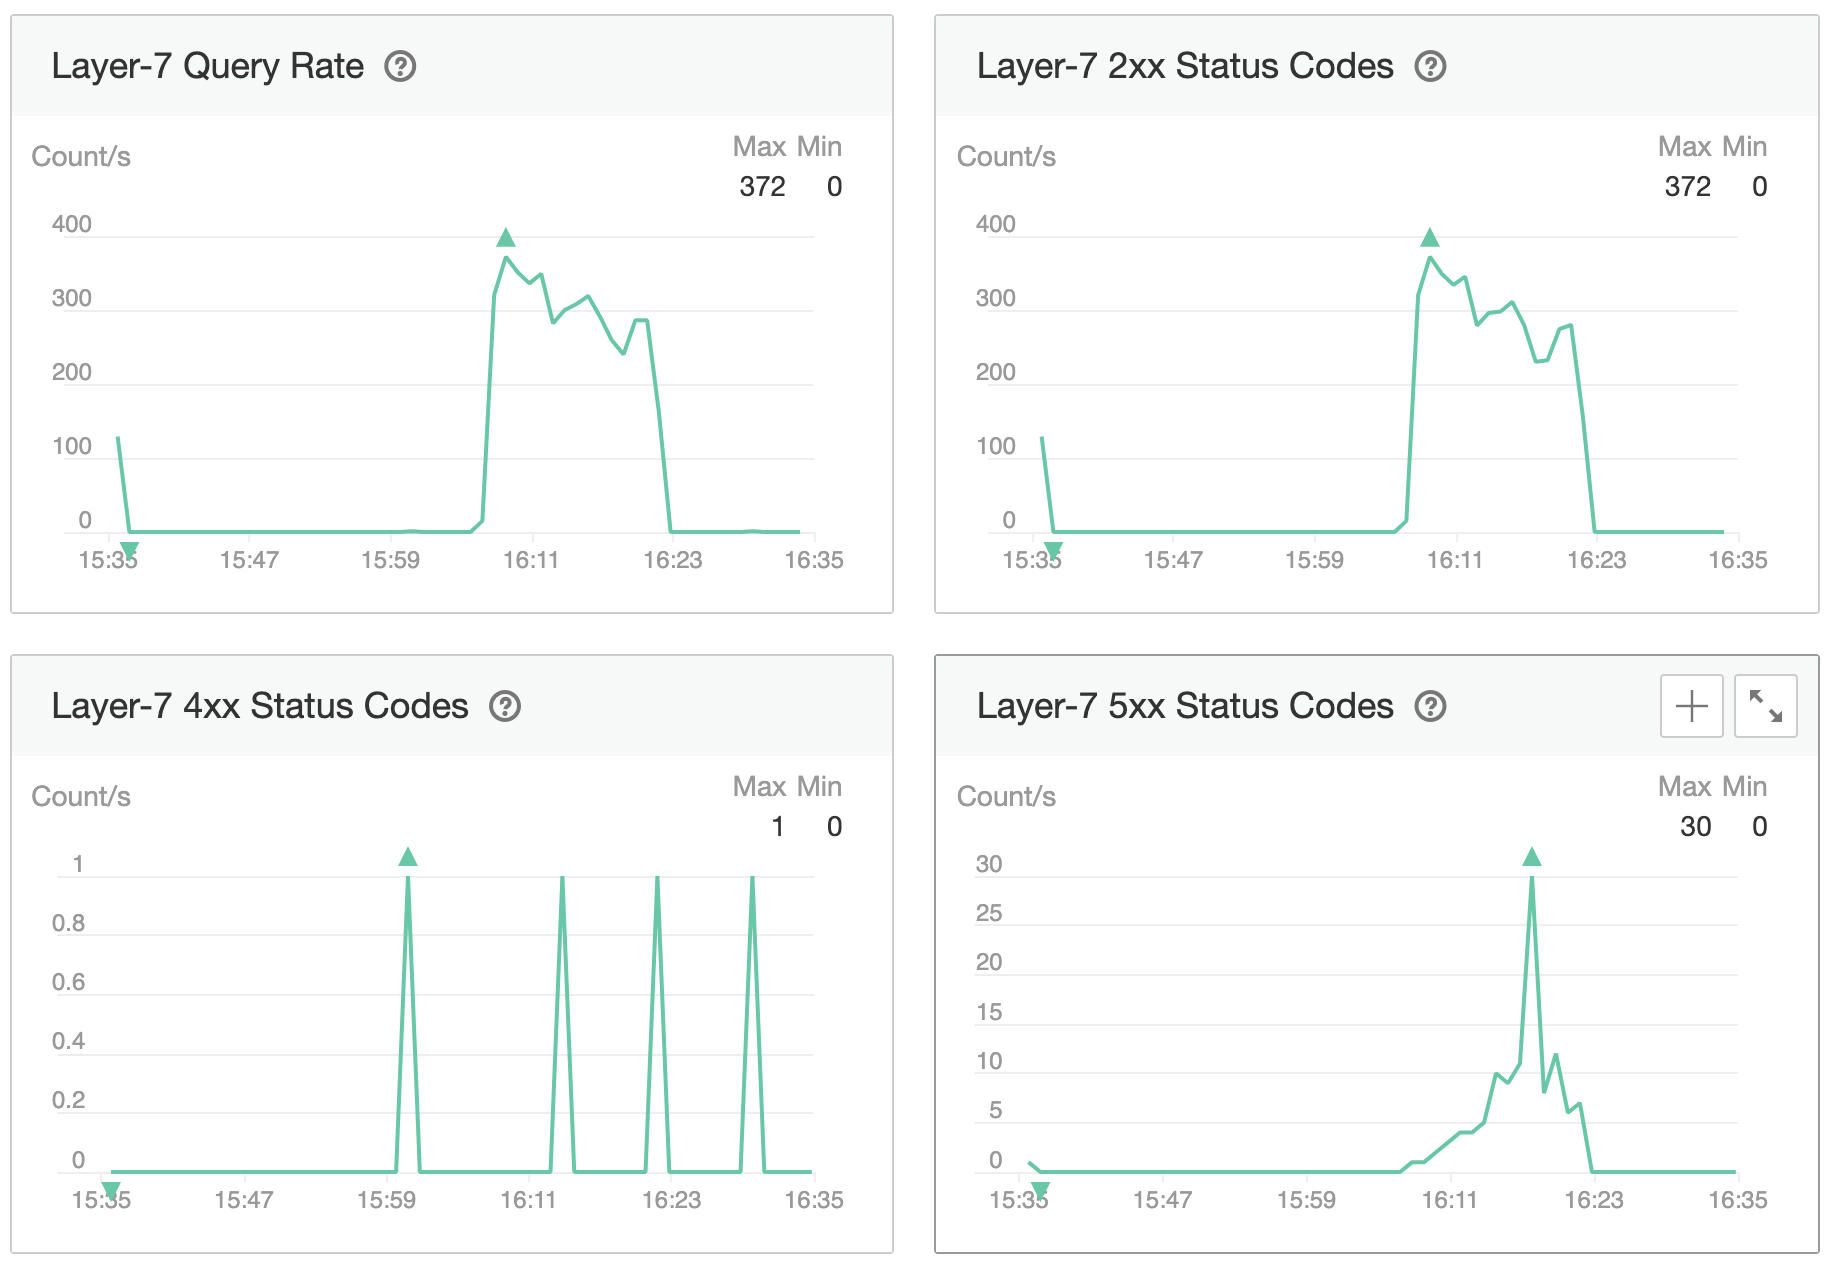 Layer-7 Query Rate ?
Count/s
Max Min
372 0
400
300
200
100
0
15:35 15:47 15:59 16:11 16:23 16:35
Layer-7 2xx Status Codes ?
Count/s
Max Min
372 0
400
300
200
100
0
15:35 15:47 15:59 16:11 16:23 16:35
Layer-7 4xx Status Codes ?
Count/s
Max Min
1 0
1
0.8
0.6
0.4
0.2
0
15:35 15:47 15:59 16:11 16:23 16:35
Layer-7 5xx Status Codes ?
Count/s
Max Min
30 0
30
25
20
15
10
5
0
15:35 15:47 15:59 16:11 16:23 16:35